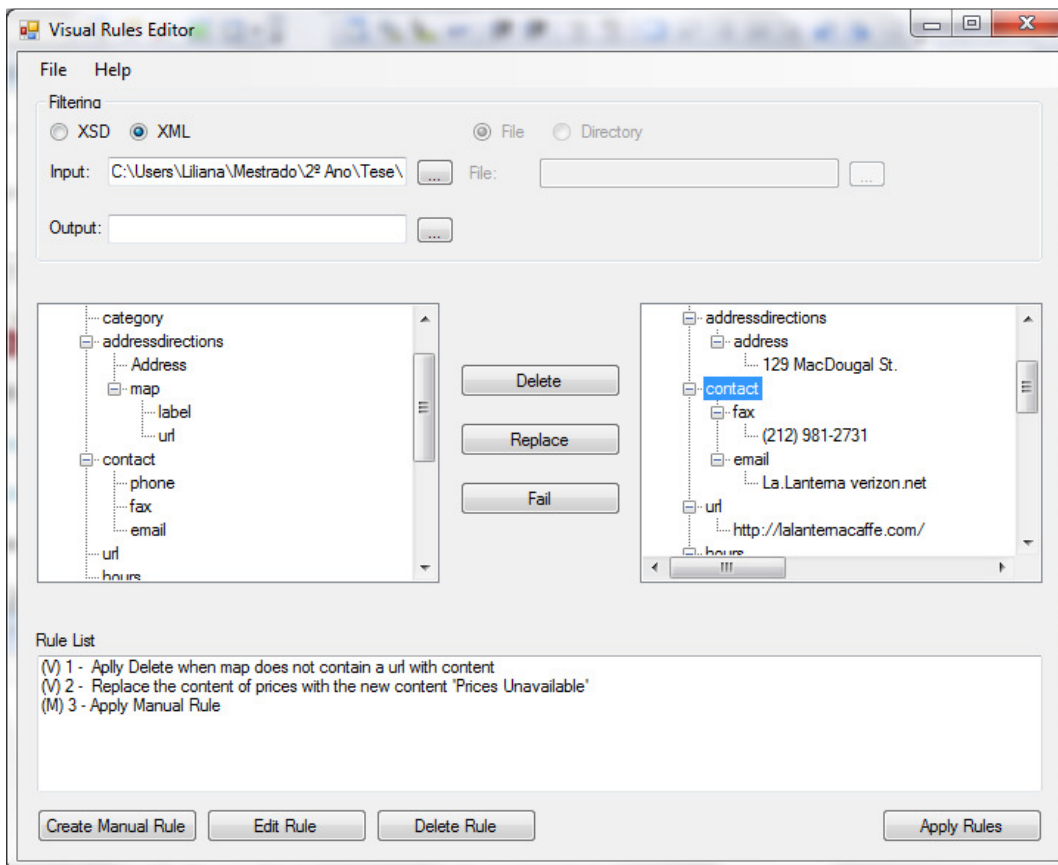 Visual Rules Editor
File Help
Filtering
XSD XML File Directory
Input: C:\Users\Liliana\Mestrado\2º Ano\Tese\ ... File: ...
Output: ...
category
addressdirections
Address
map
label
url
contact
phone
fax
email
url
hours
Delete
Replace
Fail
addressdirections
address
129 MacDougal St.
contact
fax
(212) 981-2731
email
La.Lanterna verizon.net
url
http://lalanternacaffe.com/
hours
Rule List
(V) 1 - Aplly Delete when map does not contain a url with content
(V) 2 - Replace the content of prices with the new content "Prices Unavailable"
(M) 3 - Apply Manual Rule
Create Manual Rule Edit Rule Delete Rule Apply Rules